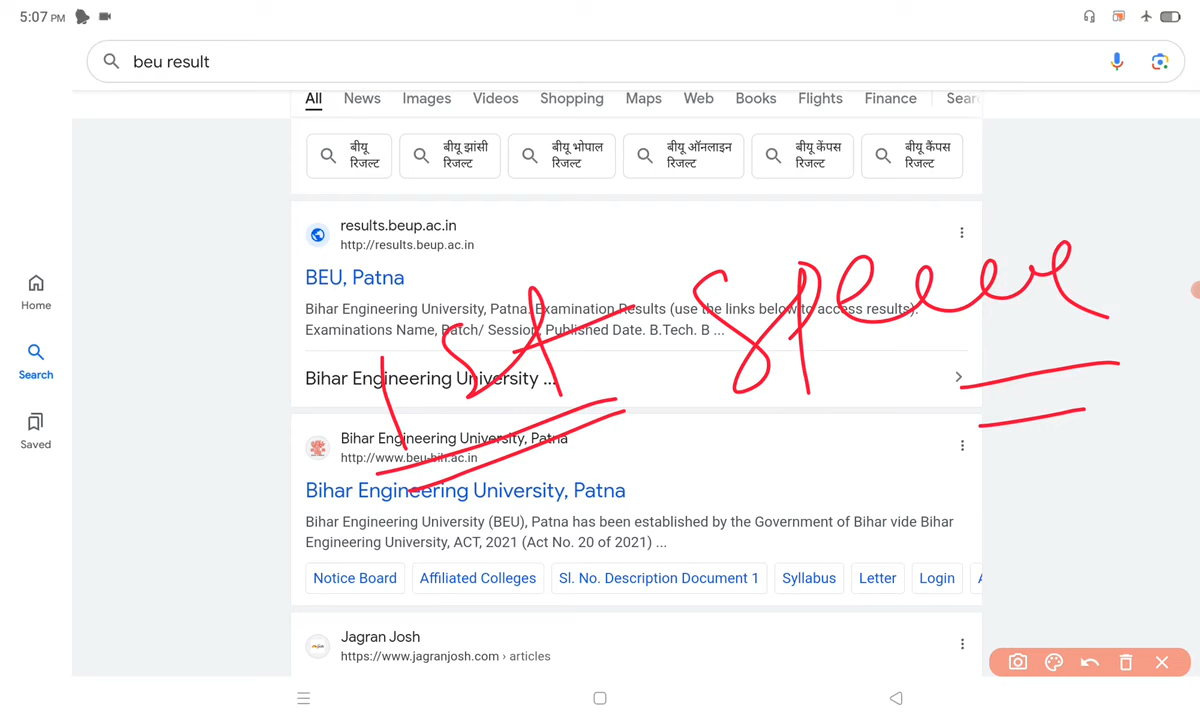 5:07 PM
beu result
All News Images Videos Shopping Maps Web Books Flights Finance
बीयू रिजल्ट
बीयू झांसी रिजल्ट
बीयू भोपाल रिजल्ट
बीयू ऑनलाइन रिजल्ट
बीयू केंपस रिजल्ट
बीयू कैंपस रिजल्ट
results.beup.ac.in
http://results.beup.ac.in
BEU, Patna
Bihar Engineering University, Patna. Examination Results (use the links below to access results).
Examinations Name, Batch/ Session, Published Date. B.Tech. B ...
1st
Bihar Engineering University ...
Bihar Engineering University, Patna
http://www.beu-bih.ac.in
Bihar Engineering University, Patna
Bihar Engineering University (BEU), Patna has been established by the Government of Bihar vide Bihar
Engineering University, ACT, 2021 (Act No. 20 of 2021) ...
Notice Board Affiliated Colleges Sl. No. Description Document 1 Syllabus Letter Login
Jagran Josh
https://www.jagranjosh.com › articles
Home
Search
Saved